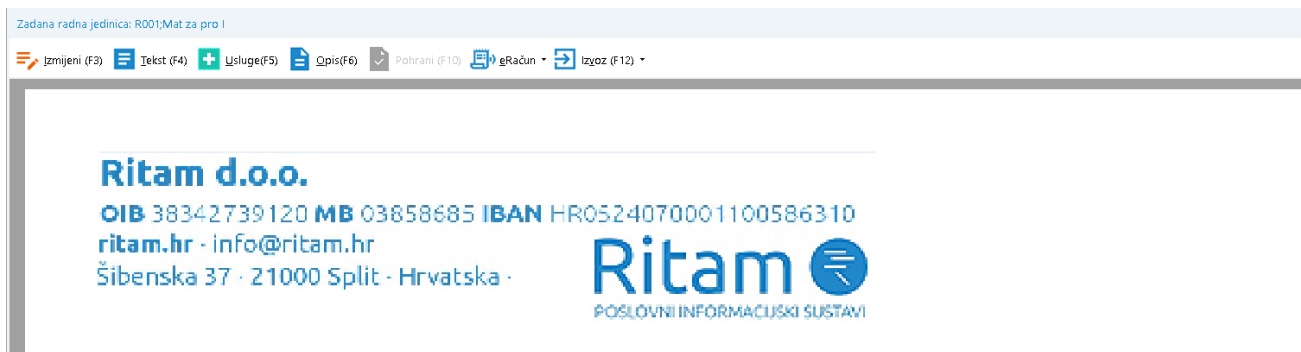 Zadana radna jedinica: R001;Mat za pro I
Izmijeni (F3) Tekst (F4) Usluge(F5) Opis(F6) Pohrani (F10) eRačun Izvoz (F12)
Ritam d.o.o.
OIB 38342739120 MB 03858685 IBAN HR0524070001100586310
ritam.hr · info@ritam.hr
Šibenska 37 · 21000 Split · Hrvatska ·
Ritam
POSLOVNI INFORMACIJSKI SUSTAVI